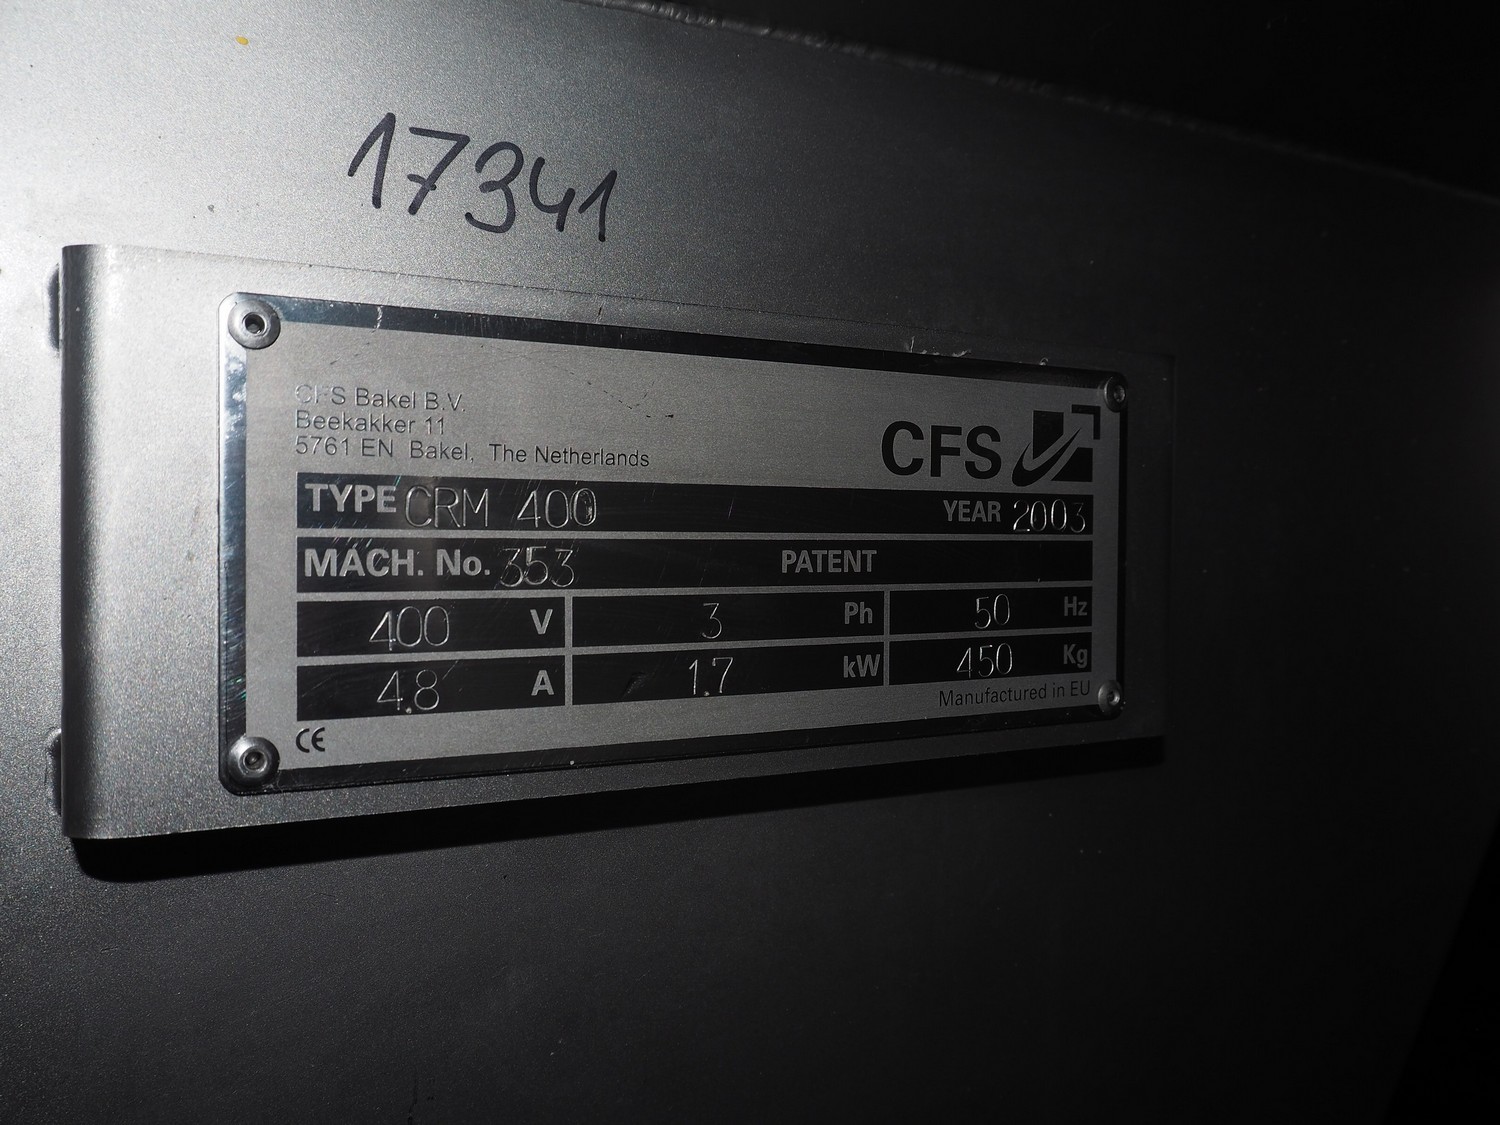 17341
CFS Bakel B.V.
Beekakker 11
5761 EN Bakel, The Netherlands
CFS
TYPE CRM 400 YEAR 2003
MACH. No. 353 PATENT
400 V 3 Ph 50 Hz
4.8 A 1.7 kW 450 Kg
Manufactured in EU
CE